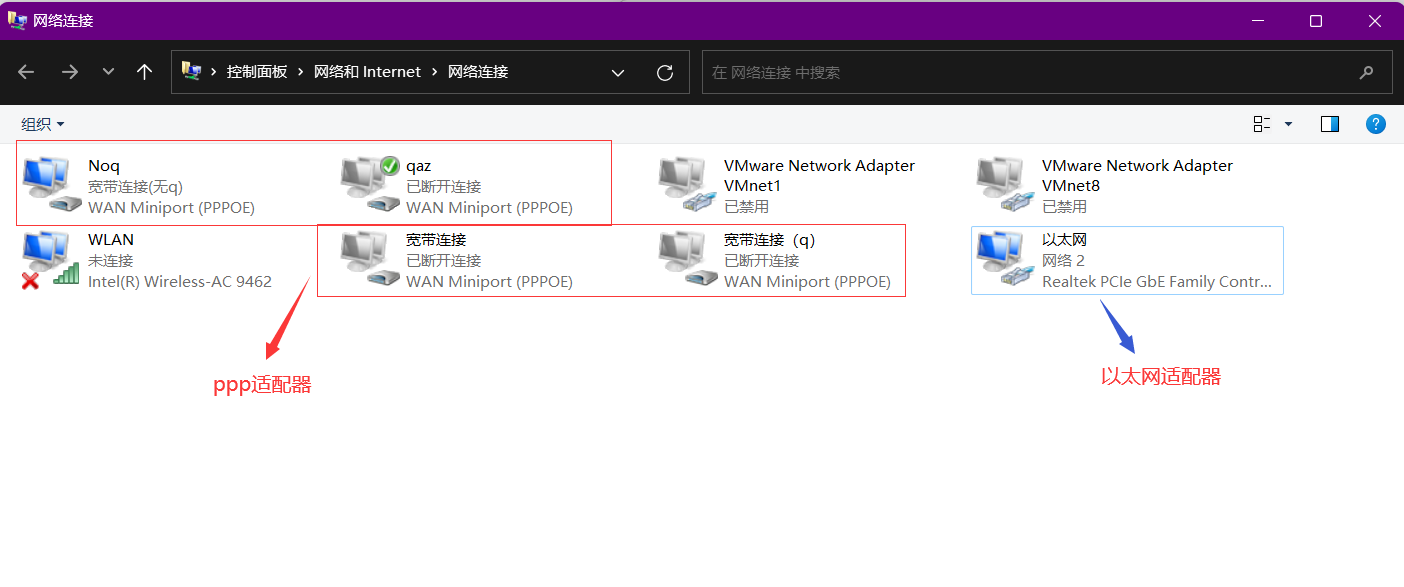 网络连接
控制面板 网络和 Internet 网络连接
在 网络连接 中搜索
组织
Noq
宽带连接(无q)
WAN Miniport (PPPOE)
qaz
已断开连接
WAN Miniport (PPPOE)
VMware Network Adapter
VMnet1
已禁用
VMware Network Adapter
VMnet8
已禁用
WLAN
未连接
Intel(R) Wireless-AC 9462
宽带连接
已断开连接
WAN Miniport (PPPOE)
宽带连接（q）
已断开连接
WAN Miniport (PPPOE)
以太网
网络 2
Realtek PCIe GbE Family Contr...
ppp适配器
以太网适配器